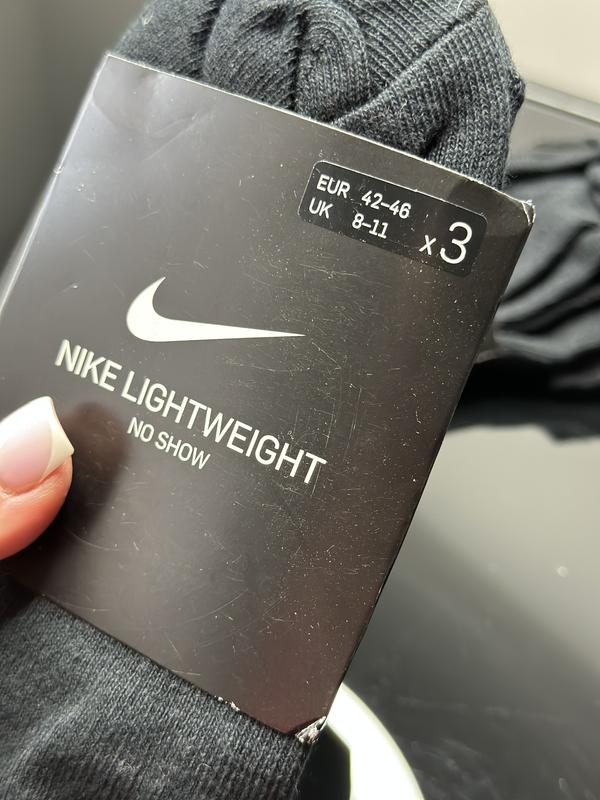 EUR 42–46
UK 8–11
x3
NIKE LIGHTWEIGHT
NO SHOW